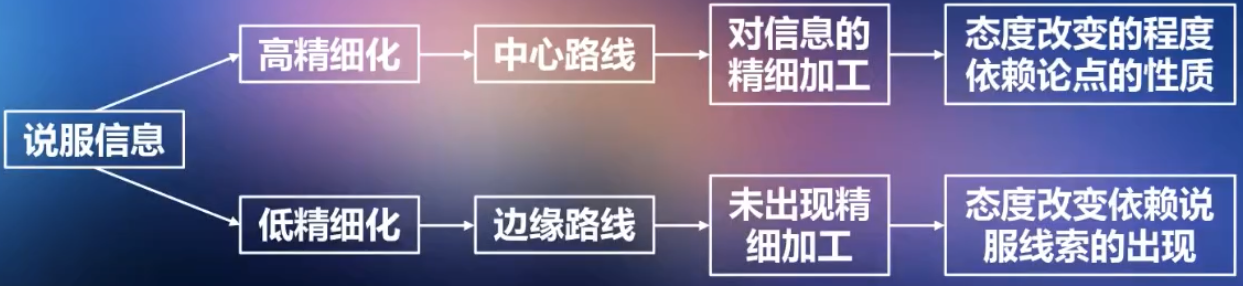 说服信息
高精细化
中心路线
对信息的
精细加工
态度改变的程度
依赖论点的性质
低精细化
边缘路线
未出现精
细加工
态度改变依赖说
服线索的出现